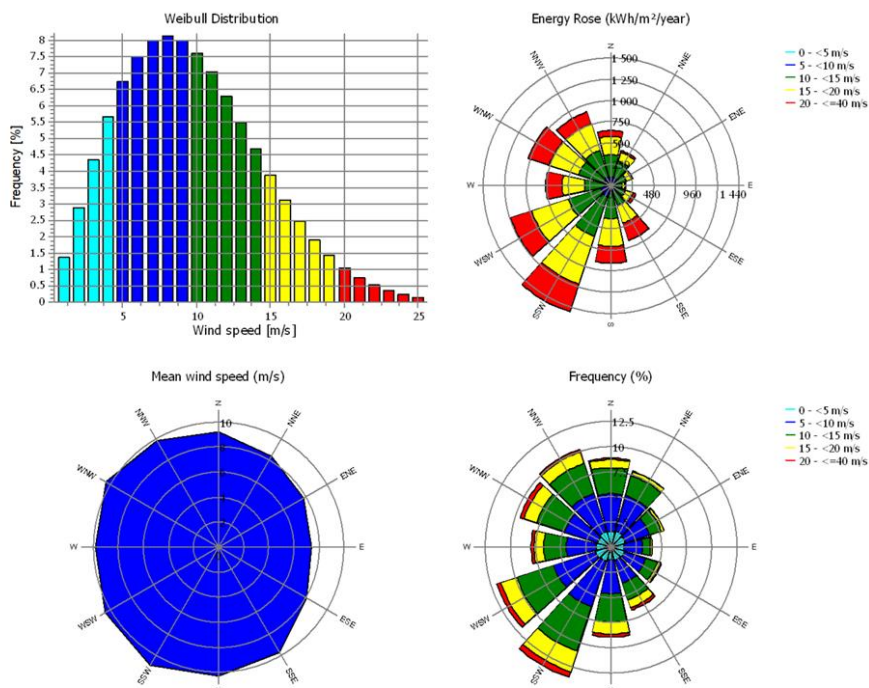 Weibull Distribution
Frequency [%]
8
7.5
7
6.5
6
5.5
5
4.5
4
3.5
3
2.5
2
1.5
1
0.5
0
5
10
15
20
25
Wind speed [m/s]
Energy Rose (kWh/m²/year)
N
NNE
ENE
E
ESE
SSE
S
SSW
WSW
W
WNW
NNW
1 500
1 000
750
500
480
960
1 440
0 - <5 m/s
5 - <10 m/s
10 - <15 m/s
15 - <20 m/s
20 - <=40 m/s
Mean wind speed (m/s)
N
NNE
ENE
E
ESE
SSE
SSW
WSW
W
WNW
NNW
10
Frequency (%)
N
NNE
ENE
E
ESE
SSE
SSW
WSW
W
WNW
NNW
12.5
10
0 - <5 m/s
5 - <10 m/s
10 - <15 m/s
15 - <20 m/s
20 - <=40 m/s